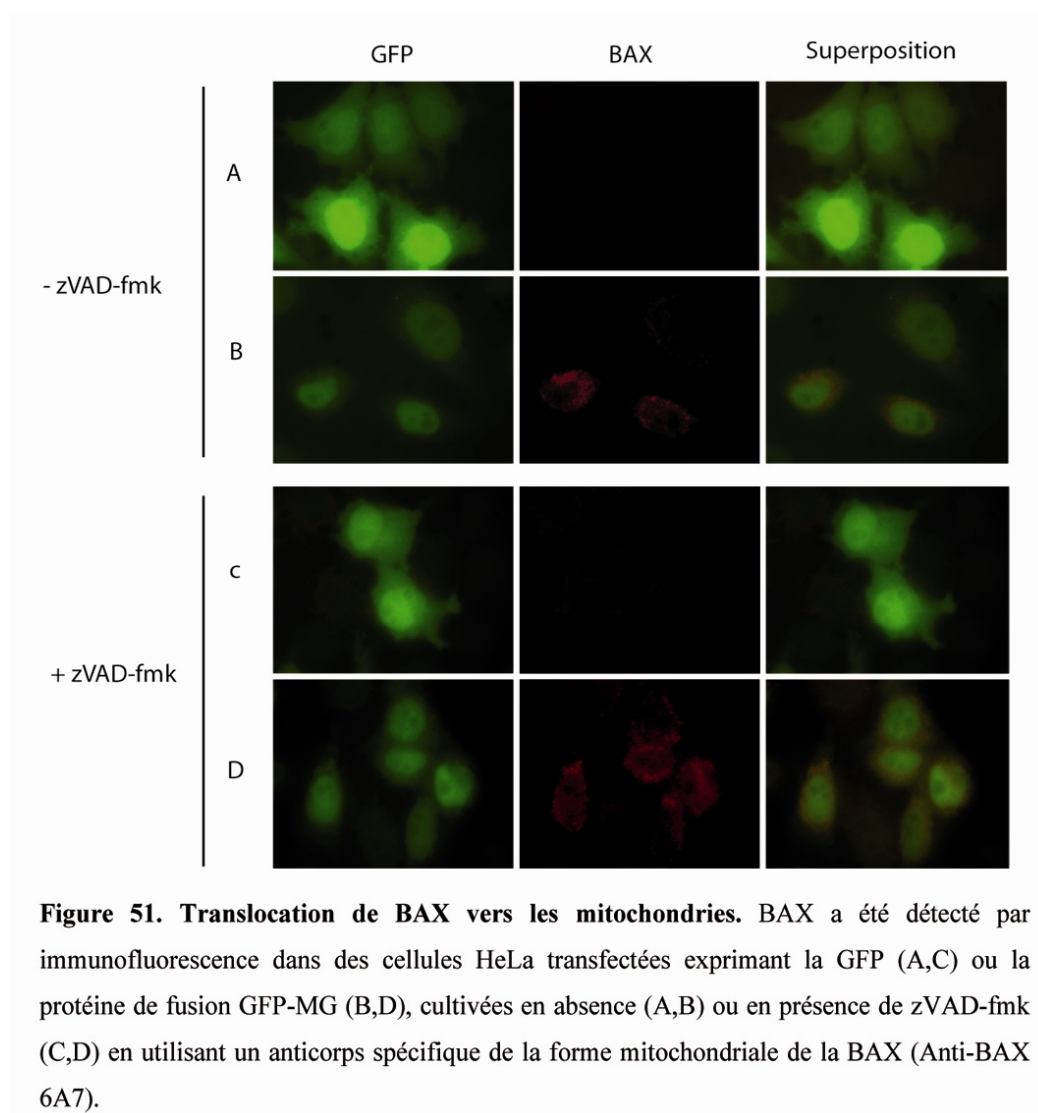 GFP BAX Superposition
A
- zVAD-fmk
B
c
+ zVAD-fmk
D
Figure 51. Translocation de BAX vers les mitochondries. BAX a été détecté par
immunofluorescence dans des cellules HeLa transfectées exprimant la GFP (A,C) ou la
protéine de fusion GFP-MG (B,D), cultivées en absence (A,B) ou en présence de zVAD-fmk
(C,D) en utilisant un anticorps spécifique de la forme mitochondriale de la BAX (Anti-BAX
6A7).